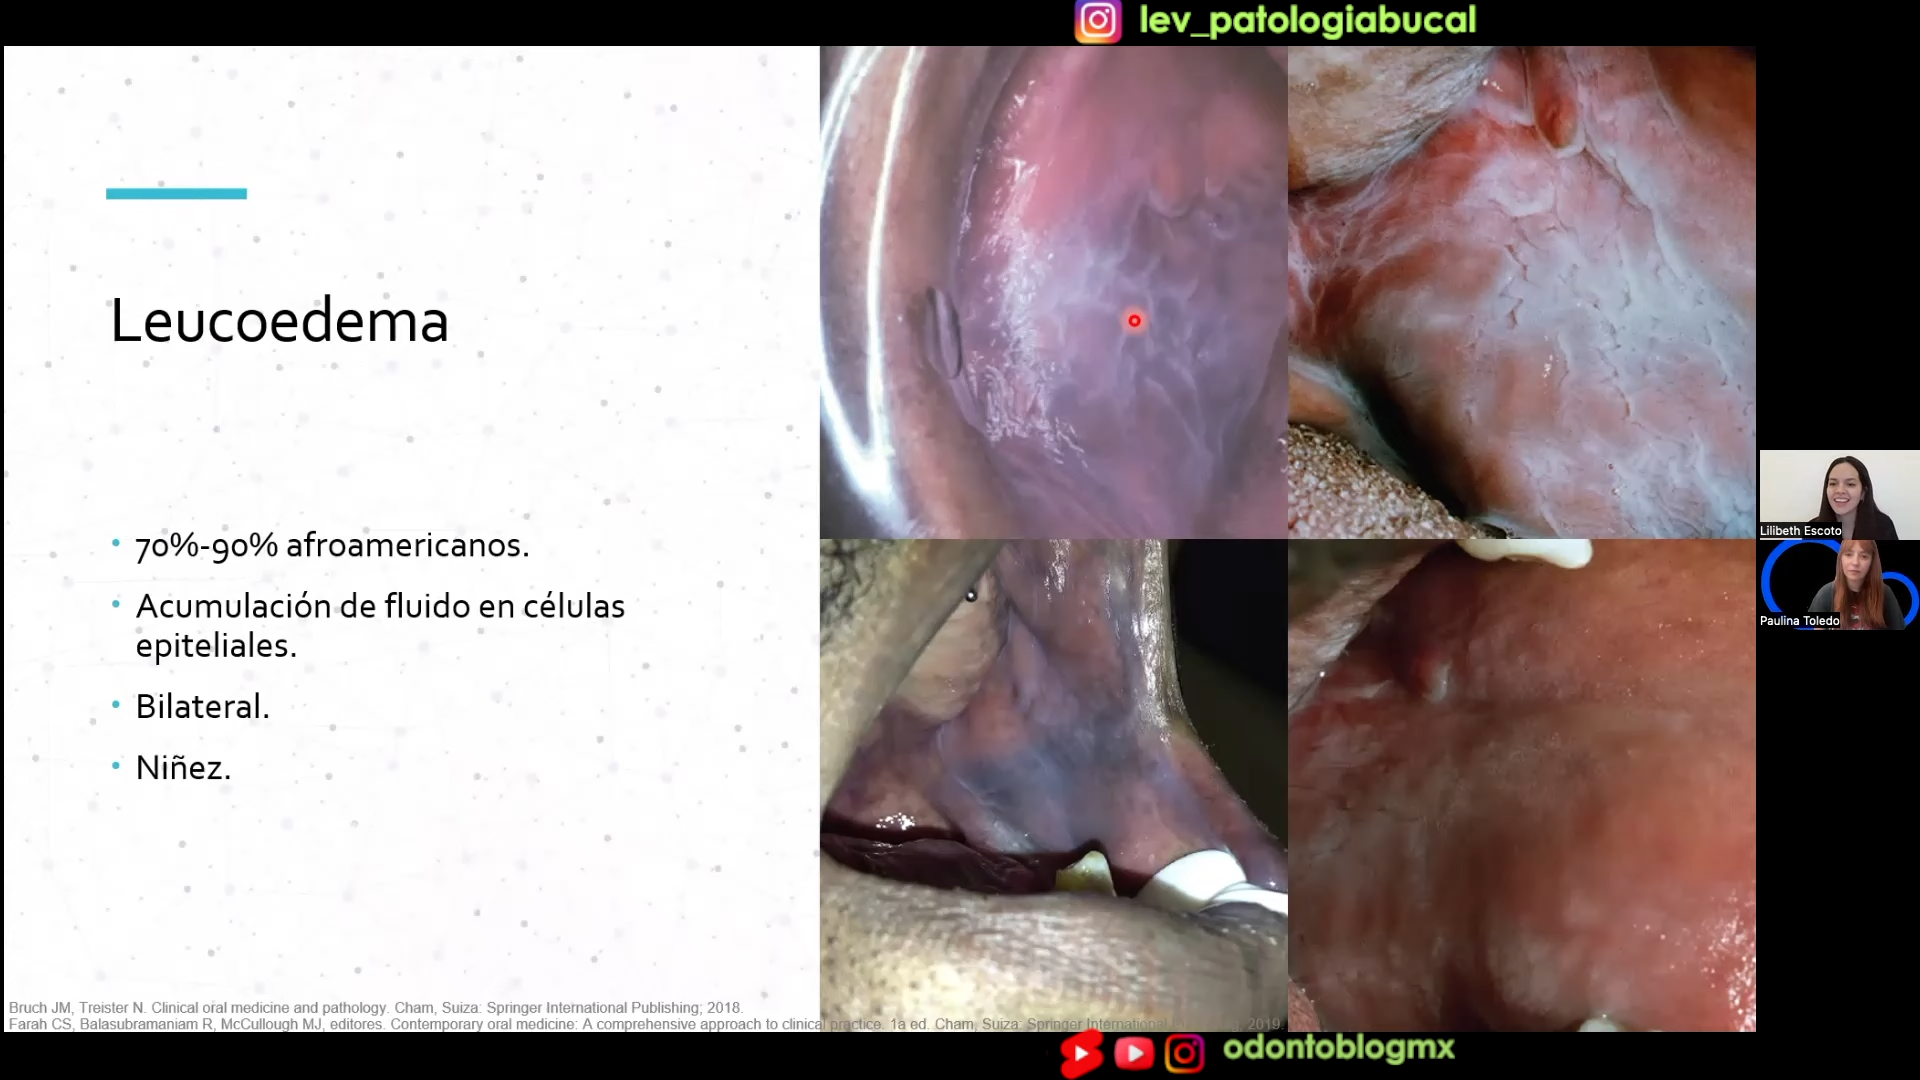 lev_patologiabucal
Leucoedema
• 70%-90% afroamericanos.
• Acumulación de fluido en células
epiteliales.
• Bilateral.
• Niñez.
Lilibeth Escoto
Paulina Toledo
Bruch JM, Treister N. Clinical oral medicine and pathology. Cham, Suiza: Springer International Publishing; 2018.
Farah CS, Balasubramaniam R, McCullough MJ, editores. Contemporary oral medicine: A comprehensive approach to clinical practice. 1a ed. Cham, Suiza: Springer International Publishing; 2019.
odontoblogmx